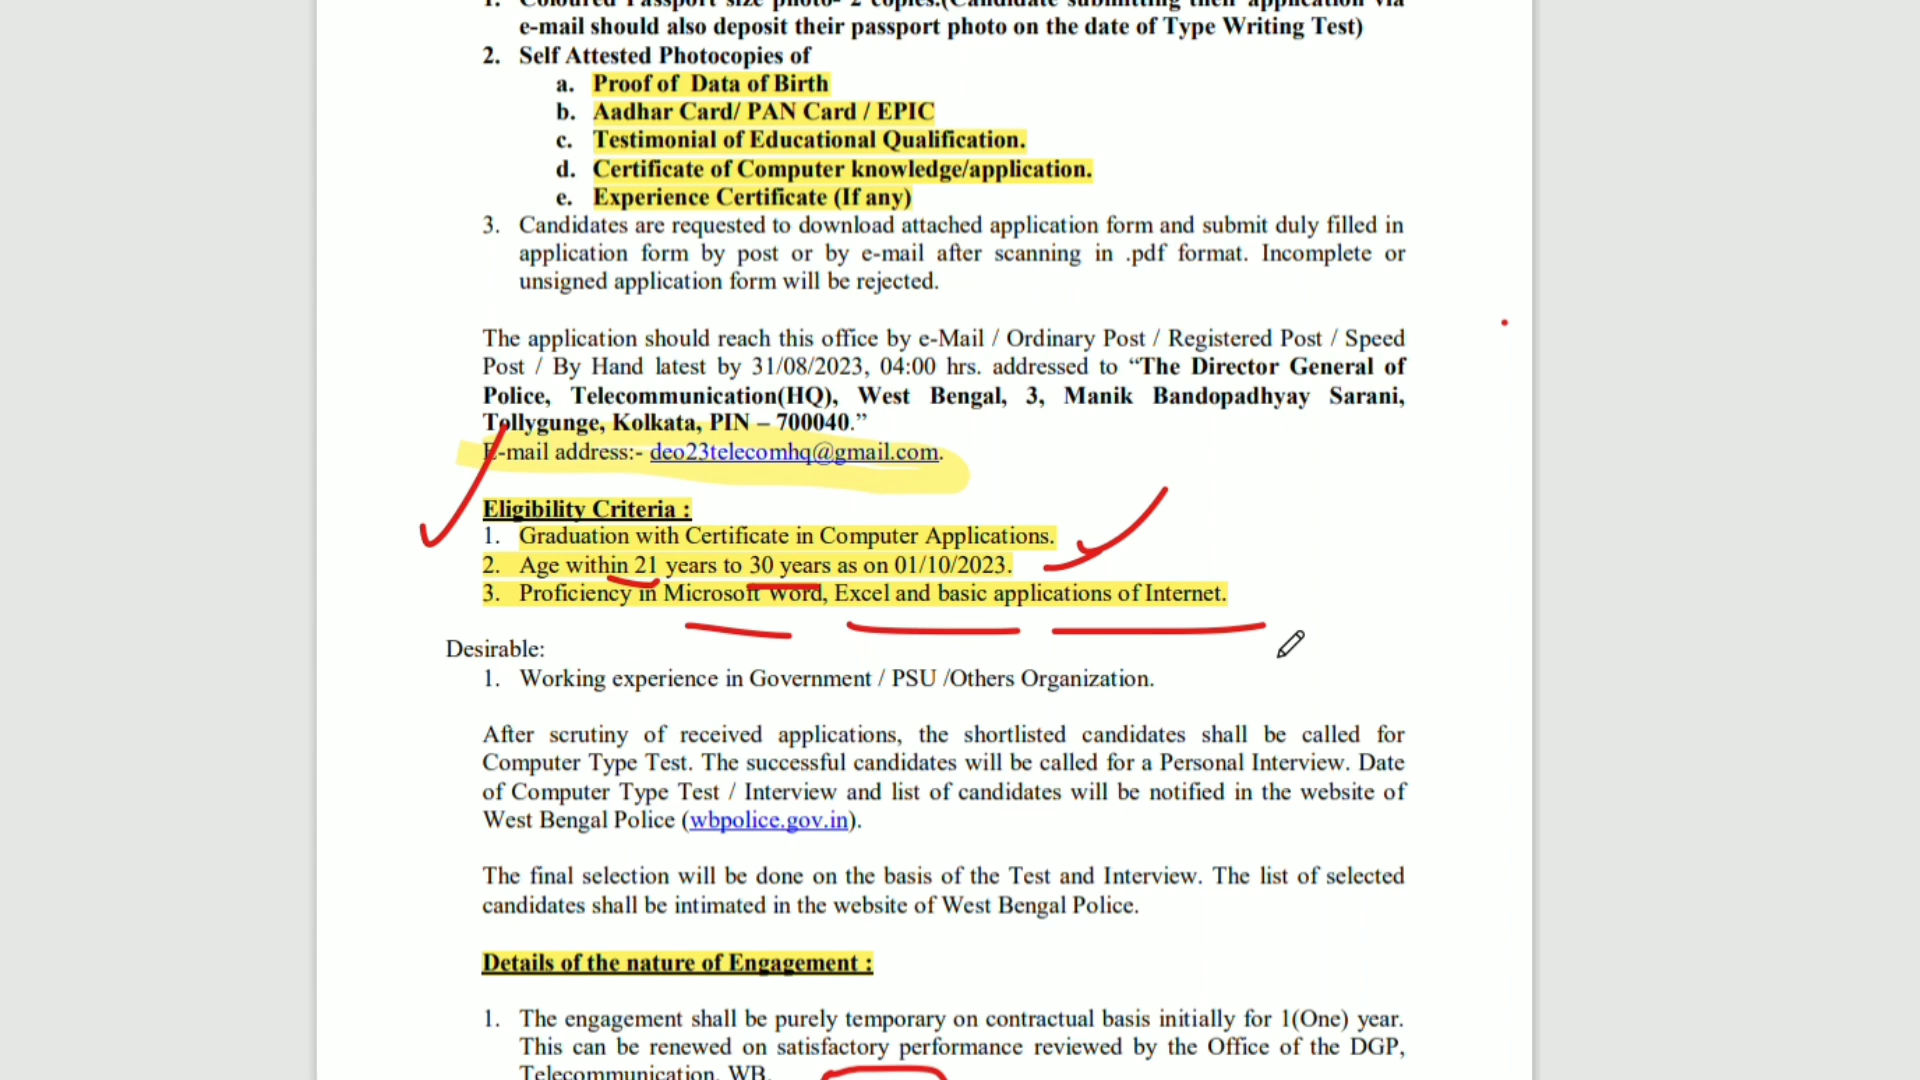 1. Coloured Passport size photo- 2 copies.(Candidate submitting their application via
e-mail should also deposit their passport photo on the date of Type Writing Test)
2. Self Attested Photocopies of
a. Proof of Data of Birth
b. Aadhar Card/ PAN Card / EPIC
c. Testimonial of Educational Qualification.
d. Certificate of Computer knowledge/application.
e. Experience Certificate (If any)
3. Candidates are requested to download attached application form and submit duly filled in
application form by post or by e-mail after scanning in .pdf format. Incomplete or
unsigned application form will be rejected.
The application should reach this office by e-Mail / Ordinary Post / Registered Post / Speed
Post / By Hand latest by 31/08/2023, 04:00 hrs. addressed to “The Director General of
Police, Telecommunication(HQ), West Bengal, 3, Manik Bandopadhyay Sarani,
Tollygunge, Kolkata, PIN – 700040.”
E-mail address:- deo23telecomhq@gmail.com.
Eligibility Criteria :
1. Graduation with Certificate in Computer Applications.
2. Age within 21 years to 30 years as on 01/10/2023.
3. Proficiency in Microsoft Word, Excel and basic applications of Internet.
Desirable:
1. Working experience in Government / PSU /Others Organization.
After scrutiny of received applications, the shortlisted candidates shall be called for
Computer Type Test. The successful candidates will be called for a Personal Interview. Date
of Computer Type Test / Interview and list of candidates will be notified in the website of
West Bengal Police (wbpolice.gov.in).
The final selection will be done on the basis of the Test and Interview. The list of selected
candidates shall be intimated in the website of West Bengal Police.
Details of the nature of Engagement :
1. The engagement shall be purely temporary on contractual basis initially for 1(One) year.
This can be renewed on satisfactory performance reviewed by the Office of the DGP,
Telecommunication, WB.